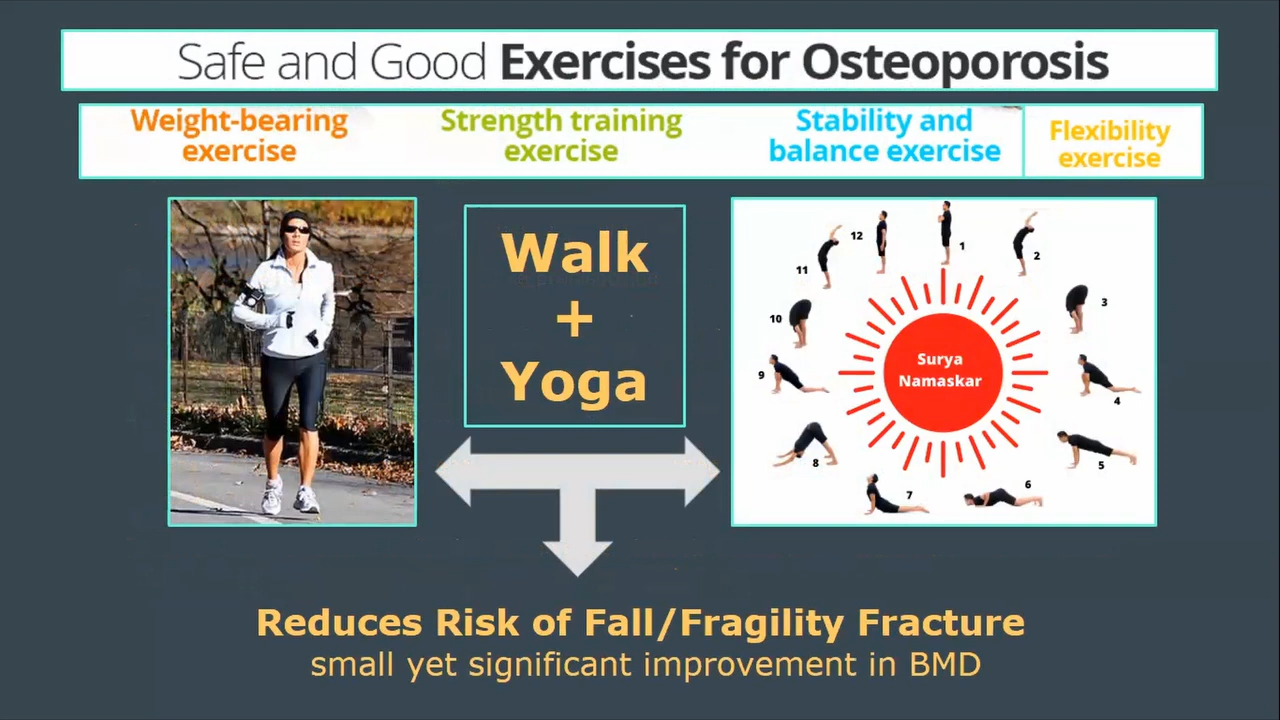 Safe and Good Exercises for Osteoporosis
Weight-bearing
exercise
Strength training
exercise
Stability and
balance exercise
Flexibility
exercise
Walk
+
Yoga
12
1
2
11
3
10
Surya
Namaskar
9
4
8
5
6
7
Reduces Risk of Fall/Fragility Fracture
small yet significant improvement in BMD